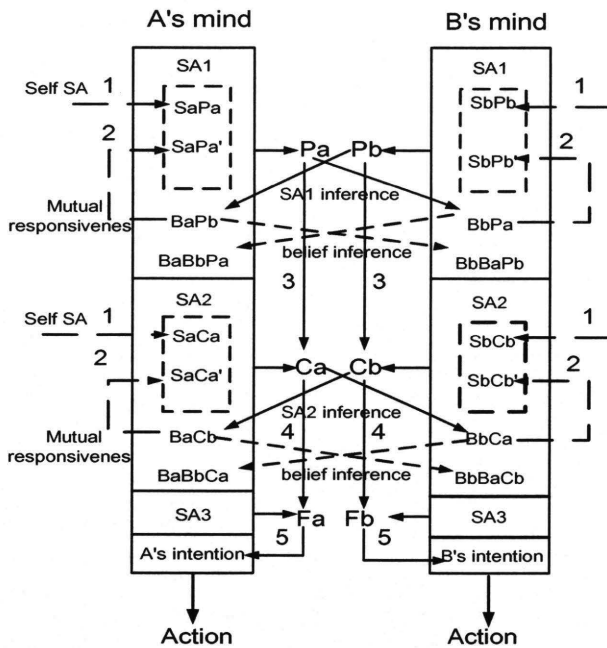 A's mind
B's mind
SA1
SA1
Self SA
1
1
SaPa
SbPb
2
2
SaPa'
SbPb'
Pa
Pb
SA1 inference
Mutual
responsivenes
BaPb
BbPa
BaBbPa
belief inference
BbBaPb
3
3
SA2
SA2
Self SA
1
1
SaCa
SbCb
2
2
SaCa'
SbCb'
Ca
Cb
SA2 inference
Mutual
responsivenes
BaCb
4
4
BbCa
BaBbCa
belief inference
BbBaCb
SA3
Fa
Fb
SA3
5
5
A's intention
B's intention
Action
Action